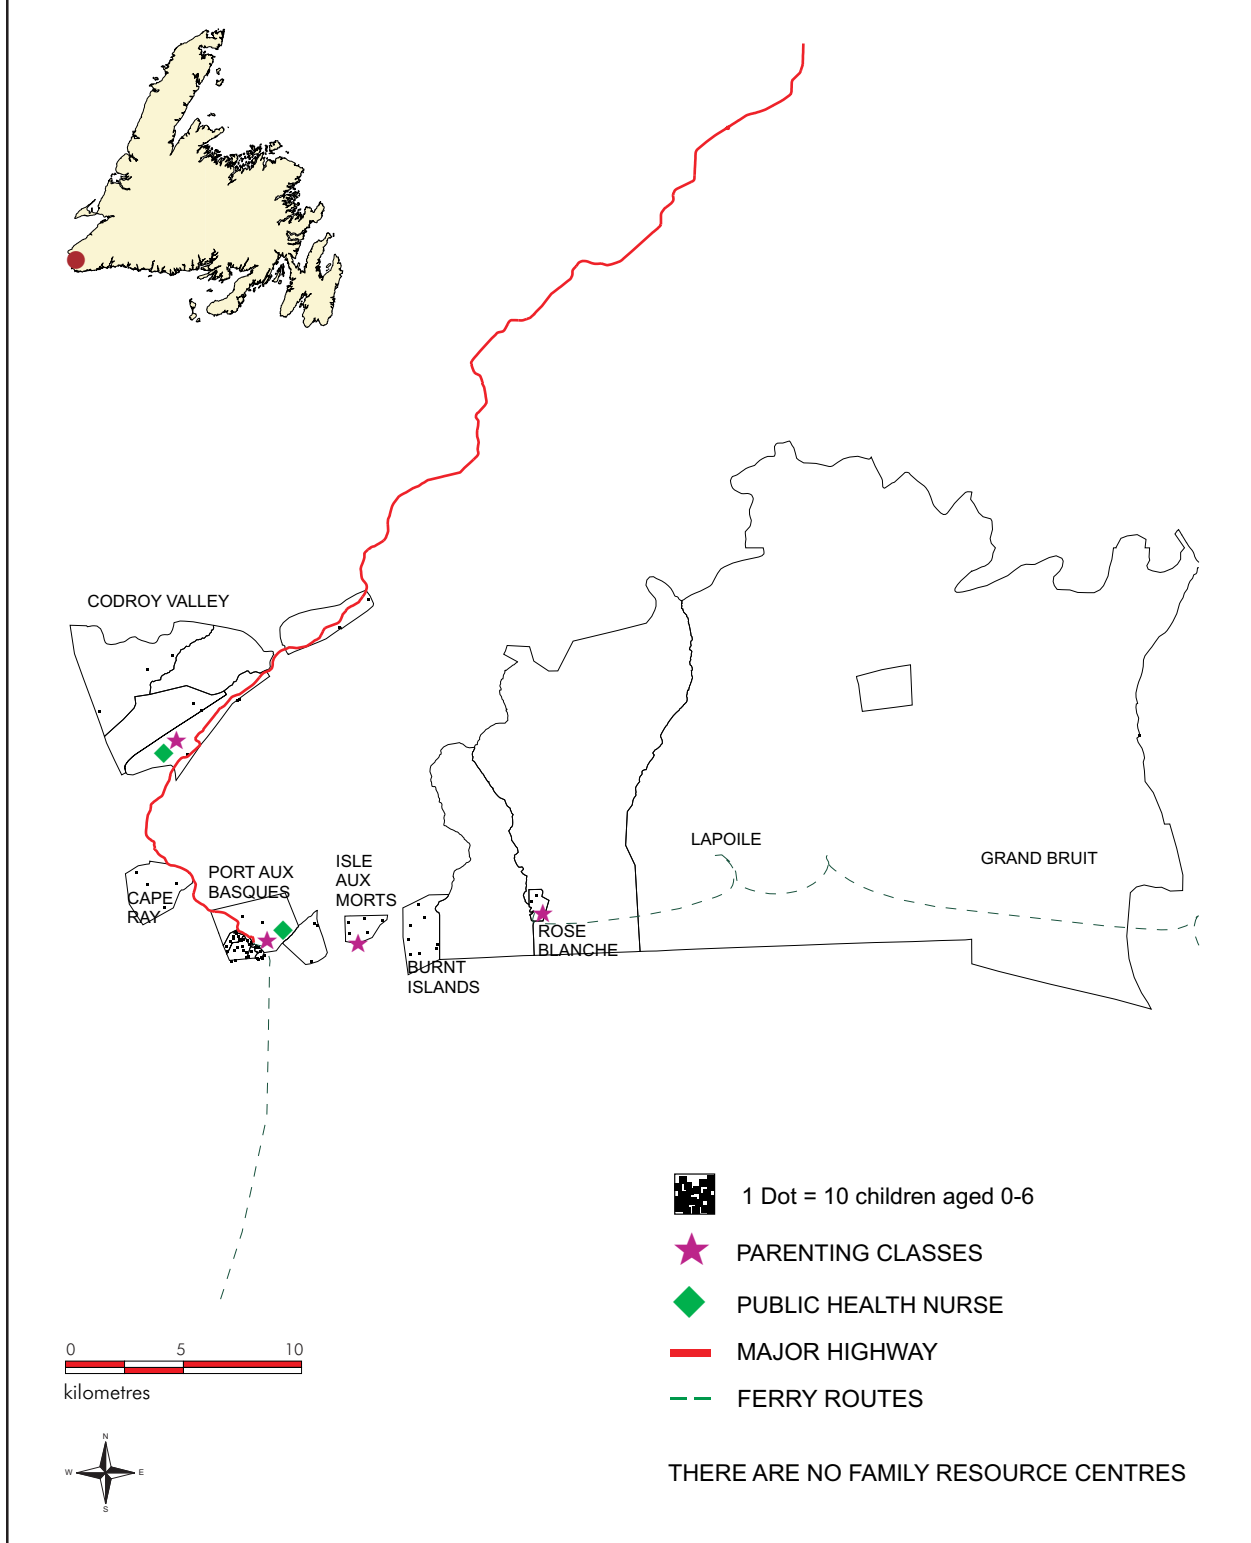 CODROY VALLEY
LAPOILE
GRAND BRUIT
ISLE
AUX
MORTS
PORT AUX
BASQUES
CAPE
RAY
ROSE
BLANCHE
BURNT
ISLANDS
1 Dot = 10 children aged 0-6
PARENTING CLASSES
PUBLIC HEALTH NURSE
MAJOR HIGHWAY
FERRY ROUTES
0 5 10
kilometres
N
W E
S
THERE ARE NO FAMILY RESOURCE CENTRES